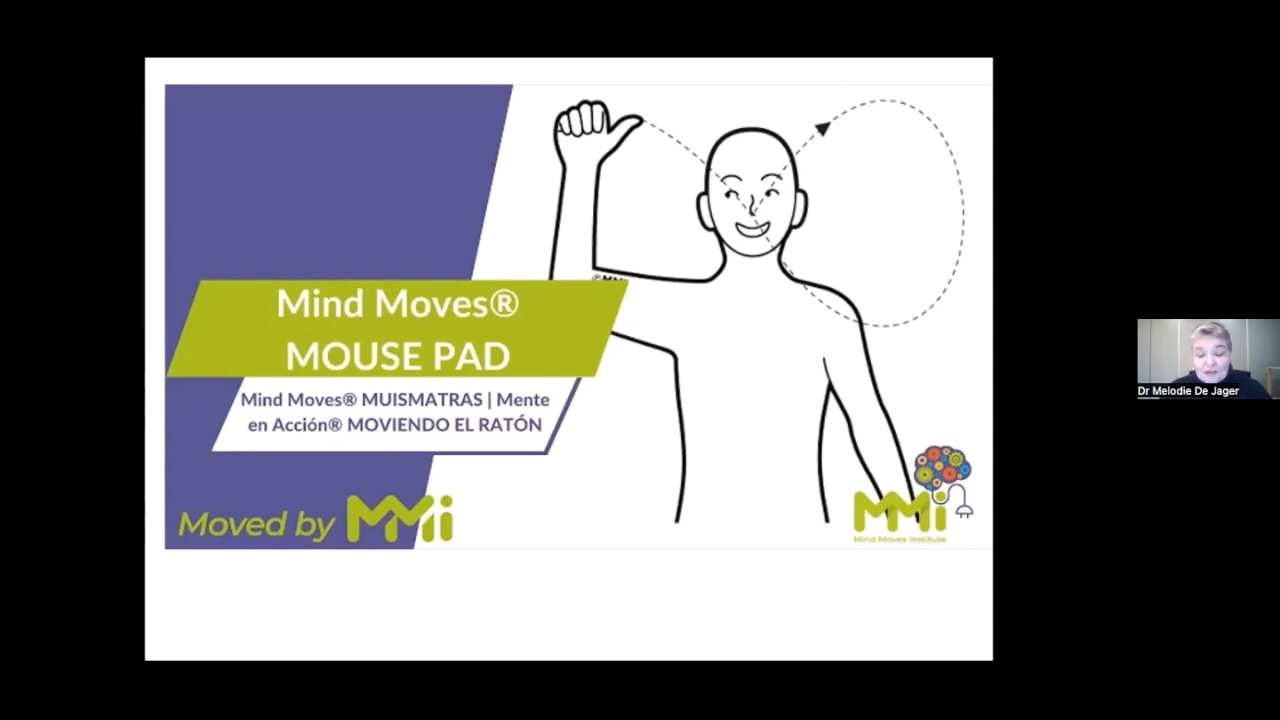 Mind Moves®
MOUSE PAD
Mind Moves® MUISMATRAS | Mente
en Acción® MOVIENDO EL RATÓN
Moved by MMi
MMi
Mind Moves Institute
Dr Melodie De Jager